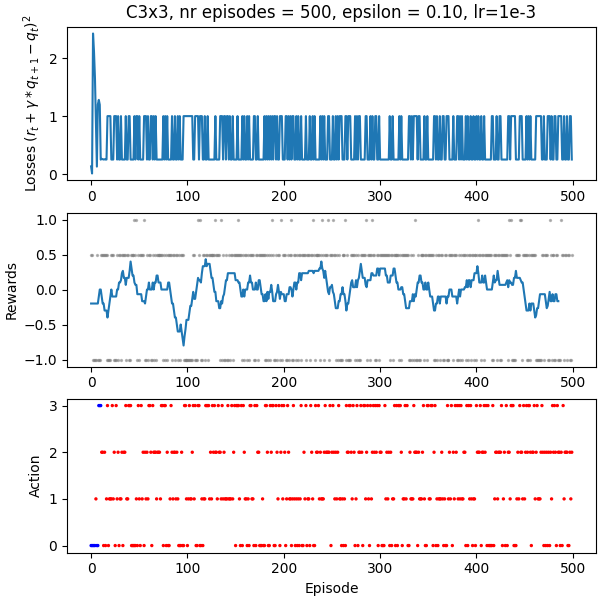 C3x3, nr episodes = 500, epsilon = 0.10, lr=1e-3
Losses (r_t + γ * q_{t+1} − q_t)^2
2
1
0
0 100 200 300 400 500
Rewards
1.0
0.5
0.0
−0.5
−1.0
0 100 200 300 400 500
Action
3
2
1
0
0 100 200 300 400 500
Episode